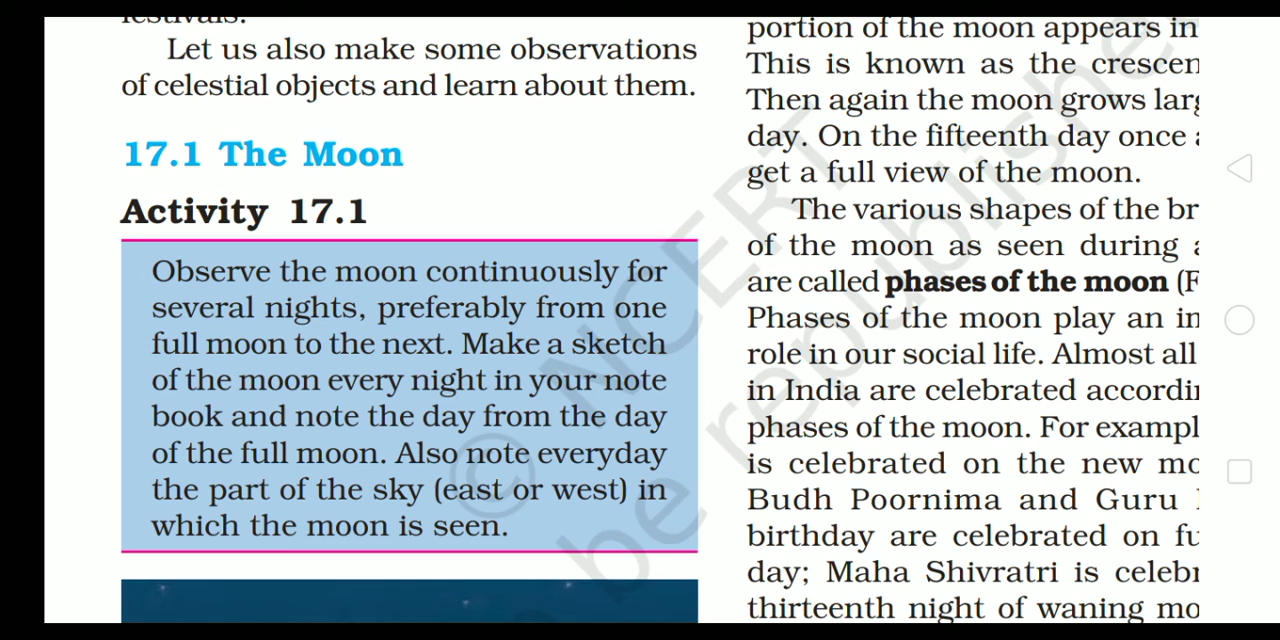 festivals.
Let us also make some observations
of celestial objects and learn about them.
17.1 The Moon
Activity 17.1
Observe the moon continuously for
several nights, preferably from one
full moon to the next. Make a sketch
of the moon every night in your note
book and note the day from the day
of the full moon. Also note everyday
the part of the sky (east or west) in
which the moon is seen.
portion of the moon appears in
This is known as the
Then again the moon grows
day. On the fifteenth day once
get a full view of the moon.
The various shapes of the
of the moon as seen during
are called phases of the moon
Phases of the moon play an
role in our social life. Almost all
in India are celebrated
phases of the moon. For
is celebrated on the new
Budh Poornima and Guru
birthday are celebrated on
day; Maha Shivratri is
thirteenth night of waning
© NCERT
be republished